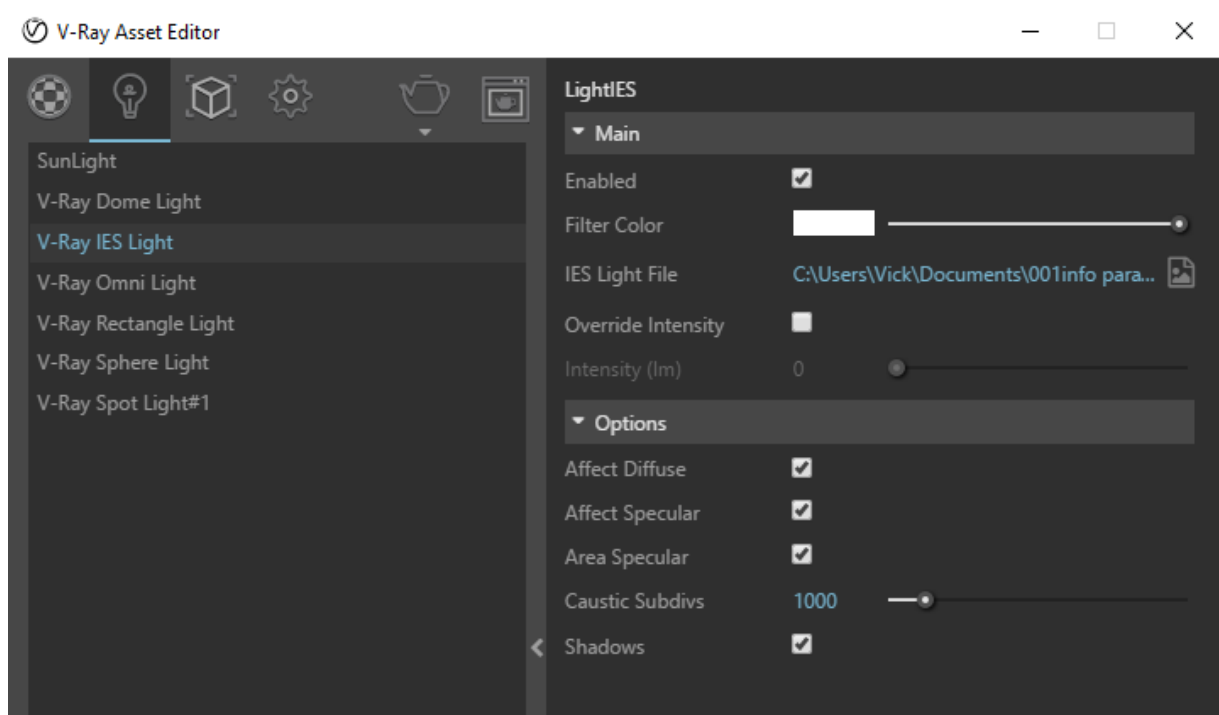 V-Ray Asset Editor
SunLight
V-Ray Dome Light
V-Ray IES Light
V-Ray Omni Light
V-Ray Rectangle Light
V-Ray Sphere Light
V-Ray Spot Light#1
LightIES
Main
Enabled
Filter Color
IES Light File C:\Users\Vick\Documents\001info para...
Override Intensity
Intensity (lm) 0
Options
Affect Diffuse
Affect Specular
Area Specular
Caustic Subdivs 1000
Shadows